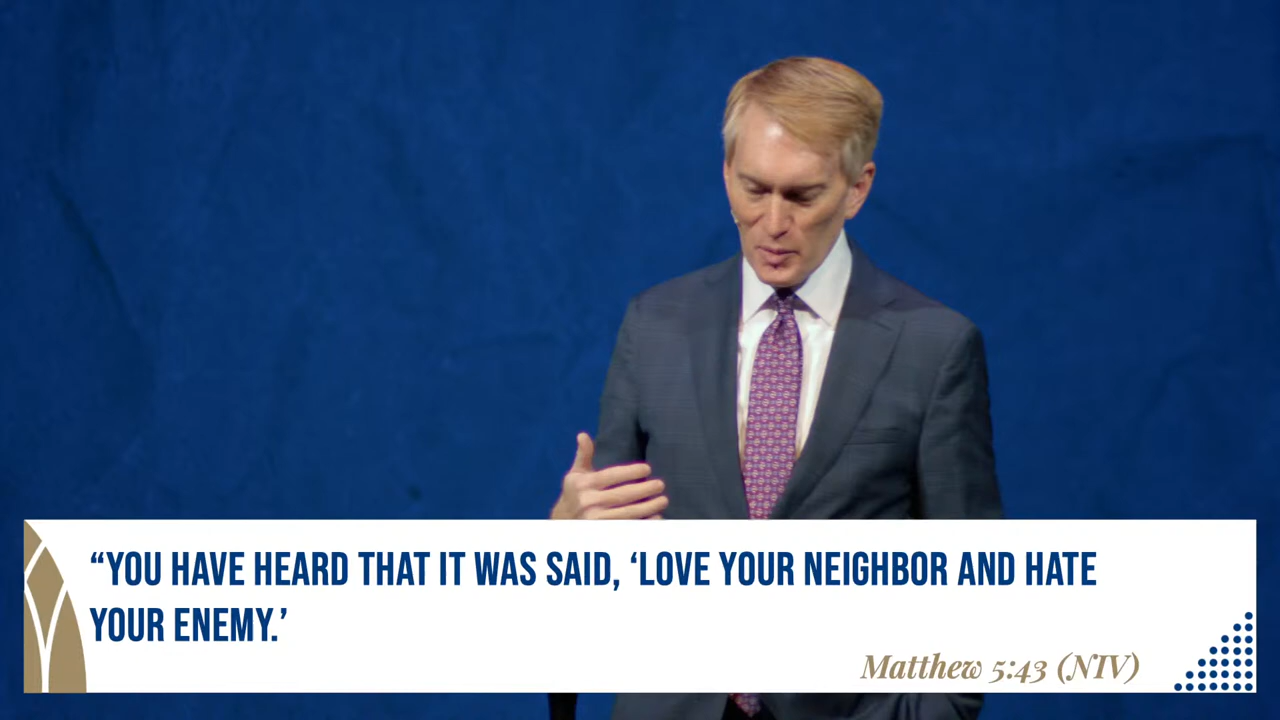 “YOU HAVE HEARD THAT IT WAS SAID, ‘LOVE YOUR NEIGHBOR AND HATE
YOUR ENEMY.’
Matthew 5:43 (NIV)